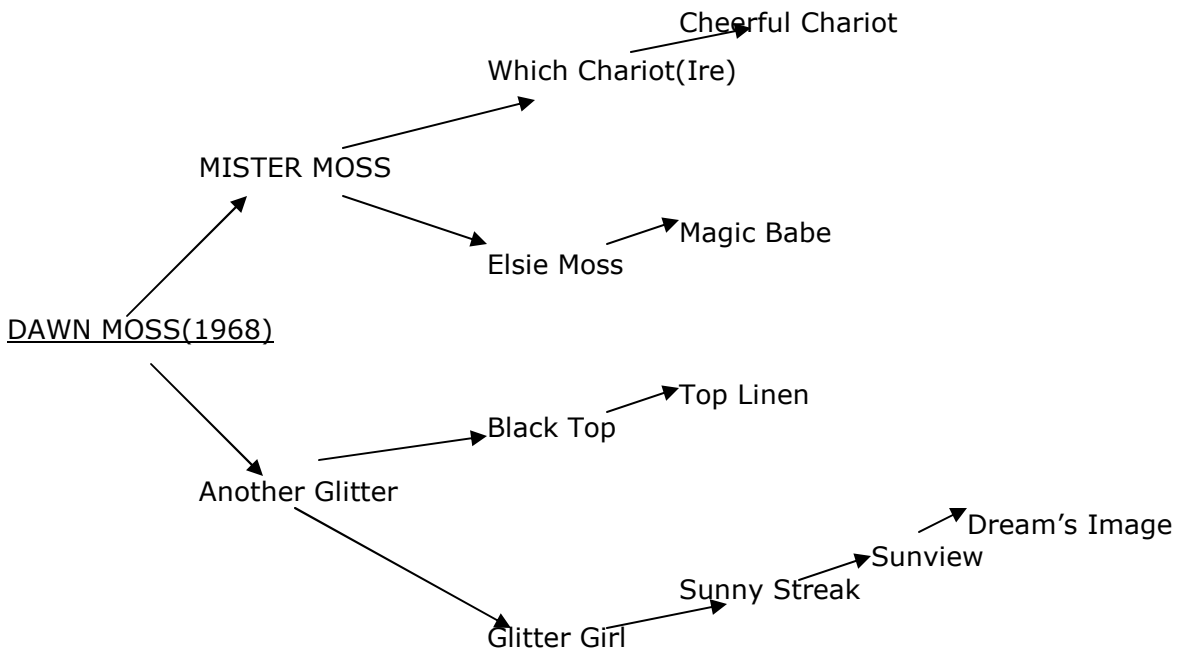 Cheerful Chariot
Which Chariot(Ire)
MISTER MOSS
Magic Babe
Elsie Moss
DAWN MOSS(1968)
Top Linen
Black Top
Another Glitter
Dream’s Image
Sunview
Sunny Streak
Glitter Girl